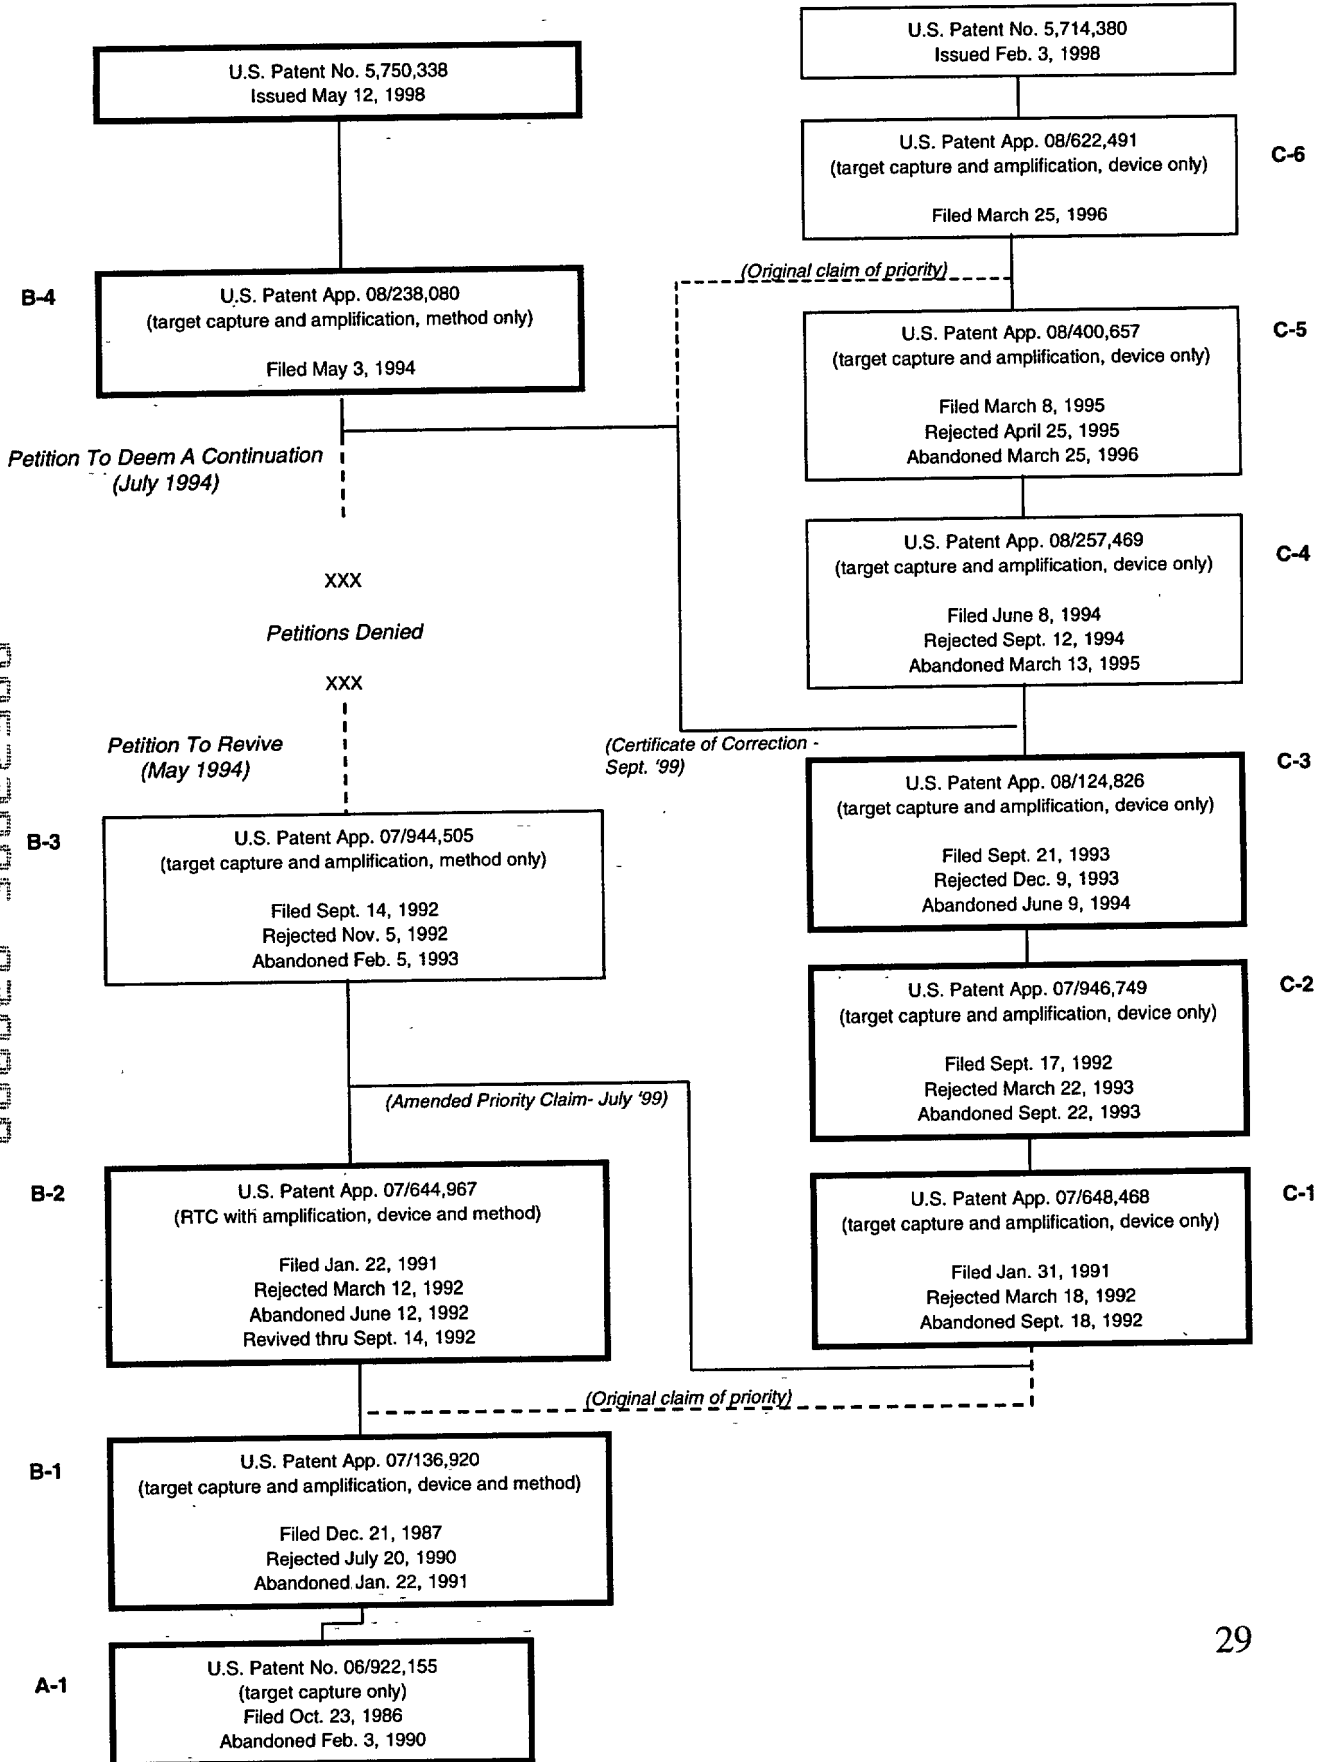 U.S. Patent No. 5,750,338
Issued May 12, 1998
U.S. Patent No. 5,714,380
Issued Feb. 3, 1998
U.S. Patent App. 08/622,491
(target capture and amplification, device only)
Filed March 25, 1996
C-6
(Original claim of priority)
B-4
U.S. Patent App. 08/238,080
(target capture and amplification, method only)
Filed May 3, 1994
U.S. Patent App. 08/400,657
(target capture and amplification, device only)
Filed March 8, 1995
Rejected April 25, 1995
Abandoned March 25, 1996
C-5
Petition To Deem A Continuation
(July 1994)
XXX
Petitions Denied
XXX
Petition To Revive
(May 1994)
U.S. Patent App. 08/257,469
(target capture and amplification, device only)
Filed June 8, 1994
Rejected Sept. 12, 1994
Abandoned March 13, 1995
C-4
(Certificate of Correction -
Sept. '99)
U.S. Patent App. 08/124,826
(target capture and amplification, device only)
Filed Sept. 21, 1993
Rejected Dec. 9, 1993
Abandoned June 9, 1994
C-3
B-3
U.S. Patent App. 07/944,505
(target capture and amplification, method only)
Filed Sept. 14, 1992
Rejected Nov. 5, 1992
Abandoned Feb. 5, 1993
U.S. Patent App. 07/946,749
(target capture and amplification, device only)
Filed Sept. 17, 1992
Rejected March 22, 1993
Abandoned Sept. 22, 1993
C-2
(Amended Priority Claim- July '99)
B-2
U.S. Patent App. 07/644,967
(RTC with amplification, device and method)
Filed Jan. 22, 1991
Rejected March 12, 1992
Abandoned June 12, 1992
Revived thru Sept. 14, 1992
U.S. Patent App. 07/648,468
(target capture and amplification, device only)
Filed Jan. 31, 1991
Rejected March 18, 1992
Abandoned Sept. 18, 1992
C-1
(Original claim of priority)
B-1
U.S. Patent App. 07/136,920
(target capture and amplification, device and method)
Filed Dec. 21, 1987
Rejected July 20, 1990
Abandoned Jan. 22, 1991
A-1
U.S. Patent No. 06/922,155
(target capture only)
Filed Oct. 23, 1986
Abandoned Feb. 3, 1990
29